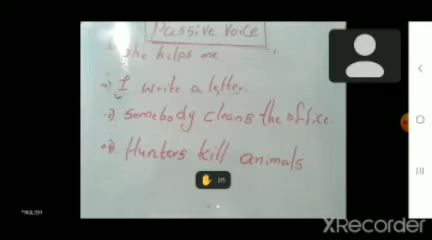 Passive Voice
She helps me
I write a letter.
Somebody cleans the office.
Hunters kill animals
XRecorder